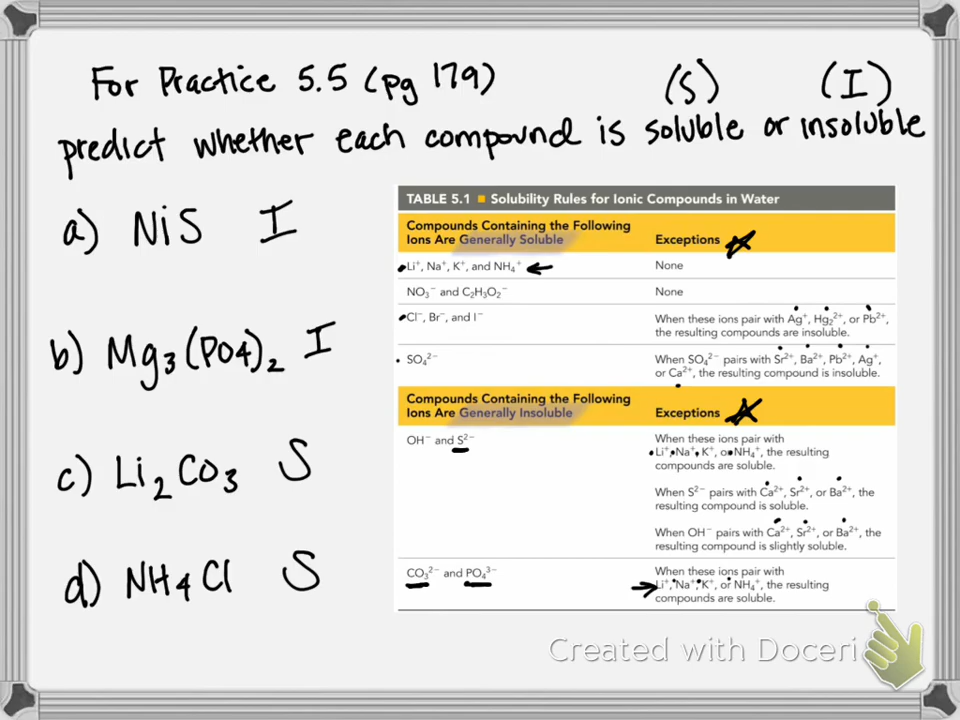 For Practice 5.5 (pg 179) (S) (I)
predict whether each compound is soluble or insoluble
a) NiS I
b) Mg₃(PO4)₂ I
c) Li₂CO₃ S
d) NH₄Cl S
TABLE 5.1 ■ Solubility Rules for Ionic Compounds in Water
Compounds Containing the Following
Ions Are Generally Soluble Exceptions
Li⁺, Na⁺, K⁺, and NH₄⁺ None
NO₃⁻ and C₂H₃O₂⁻ None
Cl⁻, Br⁻, and I⁻ When these ions pair with Ag⁺, Hg₂²⁺, or Pb²⁺,
the resulting compounds are insoluble.
SO₄²⁻ When SO₄²⁻ pairs with Sr²⁺, Ba²⁺, Pb²⁺, Ag⁺,
or Ca²⁺, the resulting compound is insoluble.
Compounds Containing the Following
Ions Are Generally Insoluble Exceptions
OH⁻ and S²⁻ When these ions pair with
Li⁺, Na⁺, K⁺, or NH₄⁺, the resulting
compounds are soluble.
When S²⁻ pairs with Ca²⁺, Sr²⁺, or Ba²⁺, the
resulting compound is soluble.
When OH⁻ pairs with Ca²⁺, Sr²⁺, or Ba²⁺, the
resulting compound is slightly soluble.
CO₃²⁻ and PO₄³⁻ When these ions pair with
Li⁺, Na⁺, K⁺, or NH₄⁺, the resulting
compounds are soluble.
Created with Doceri